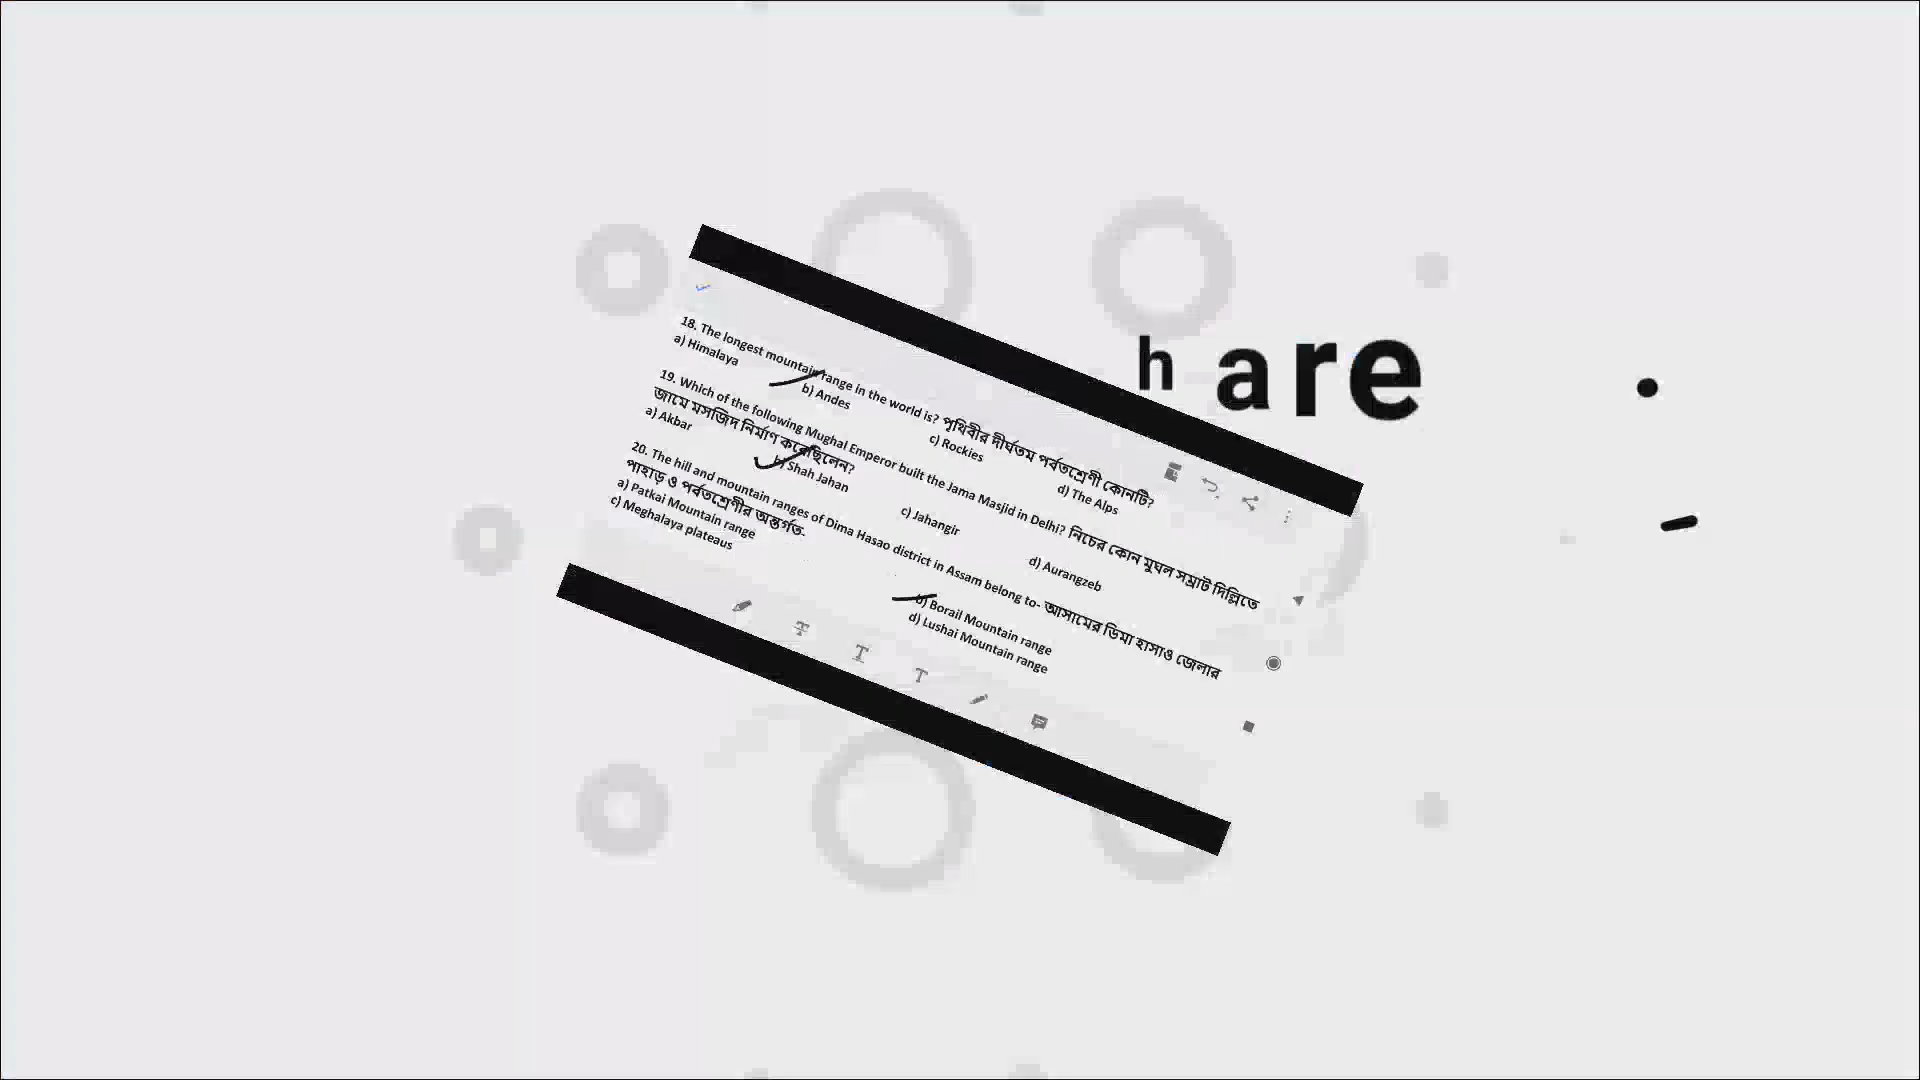 18. The longest mountain range in the world is? পৃথিবীর দীর্ঘতম পর্বতশ্রেণী কোনটি?
a) Himalaya b) Andes c) Rockies d) The Alps
19. Which of the following Mughal Emperor built the Jama Masjid in Delhi? নিচের কোন মুঘল সম্রাট দিল্লিতে
জামে মসজিদ নির্মাণ করেছিলেন?
a) Akbar b) Shah Jahan c) Jahangir d) Aurangzeb
20. The hill and mountain ranges of Dima Hasao district in Assam belong to- আসামের ডিমা হাসাও জেলার
পাহাড় ও পর্বতশ্রেণীর অন্তর্গত-
a) Patkai Mountain range b) Borail Mountain range
c) Meghalaya plateaus d) Lushai Mountain range
hare